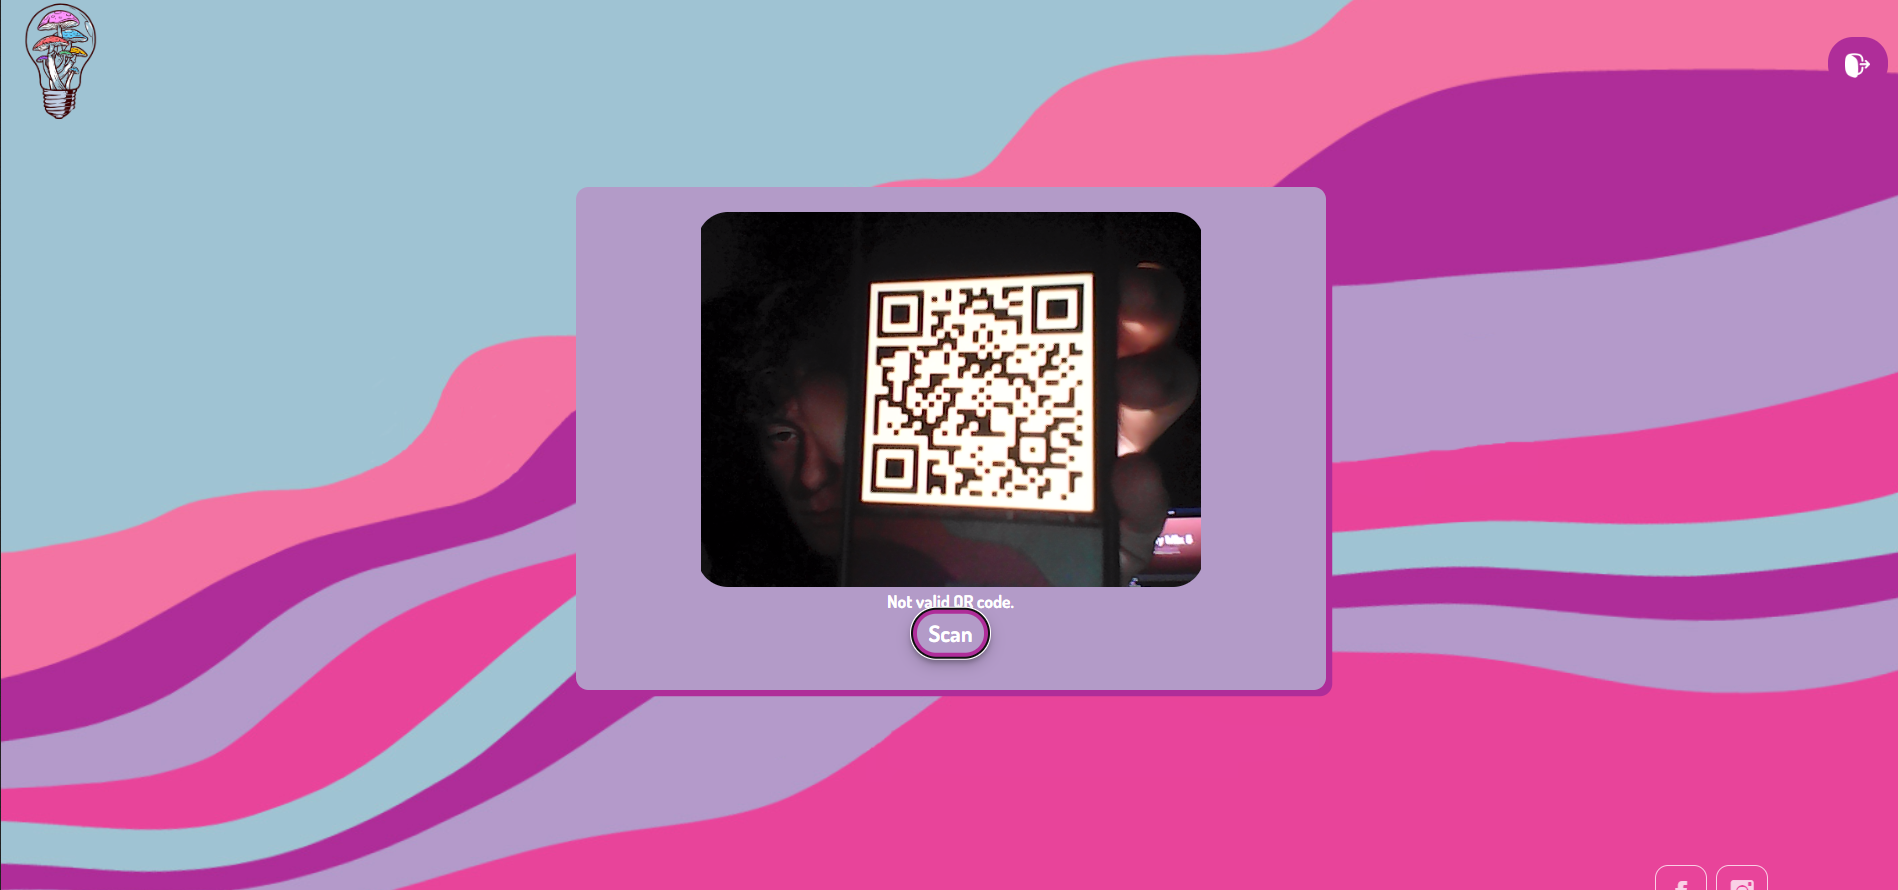 Not valid QR code.
Scan